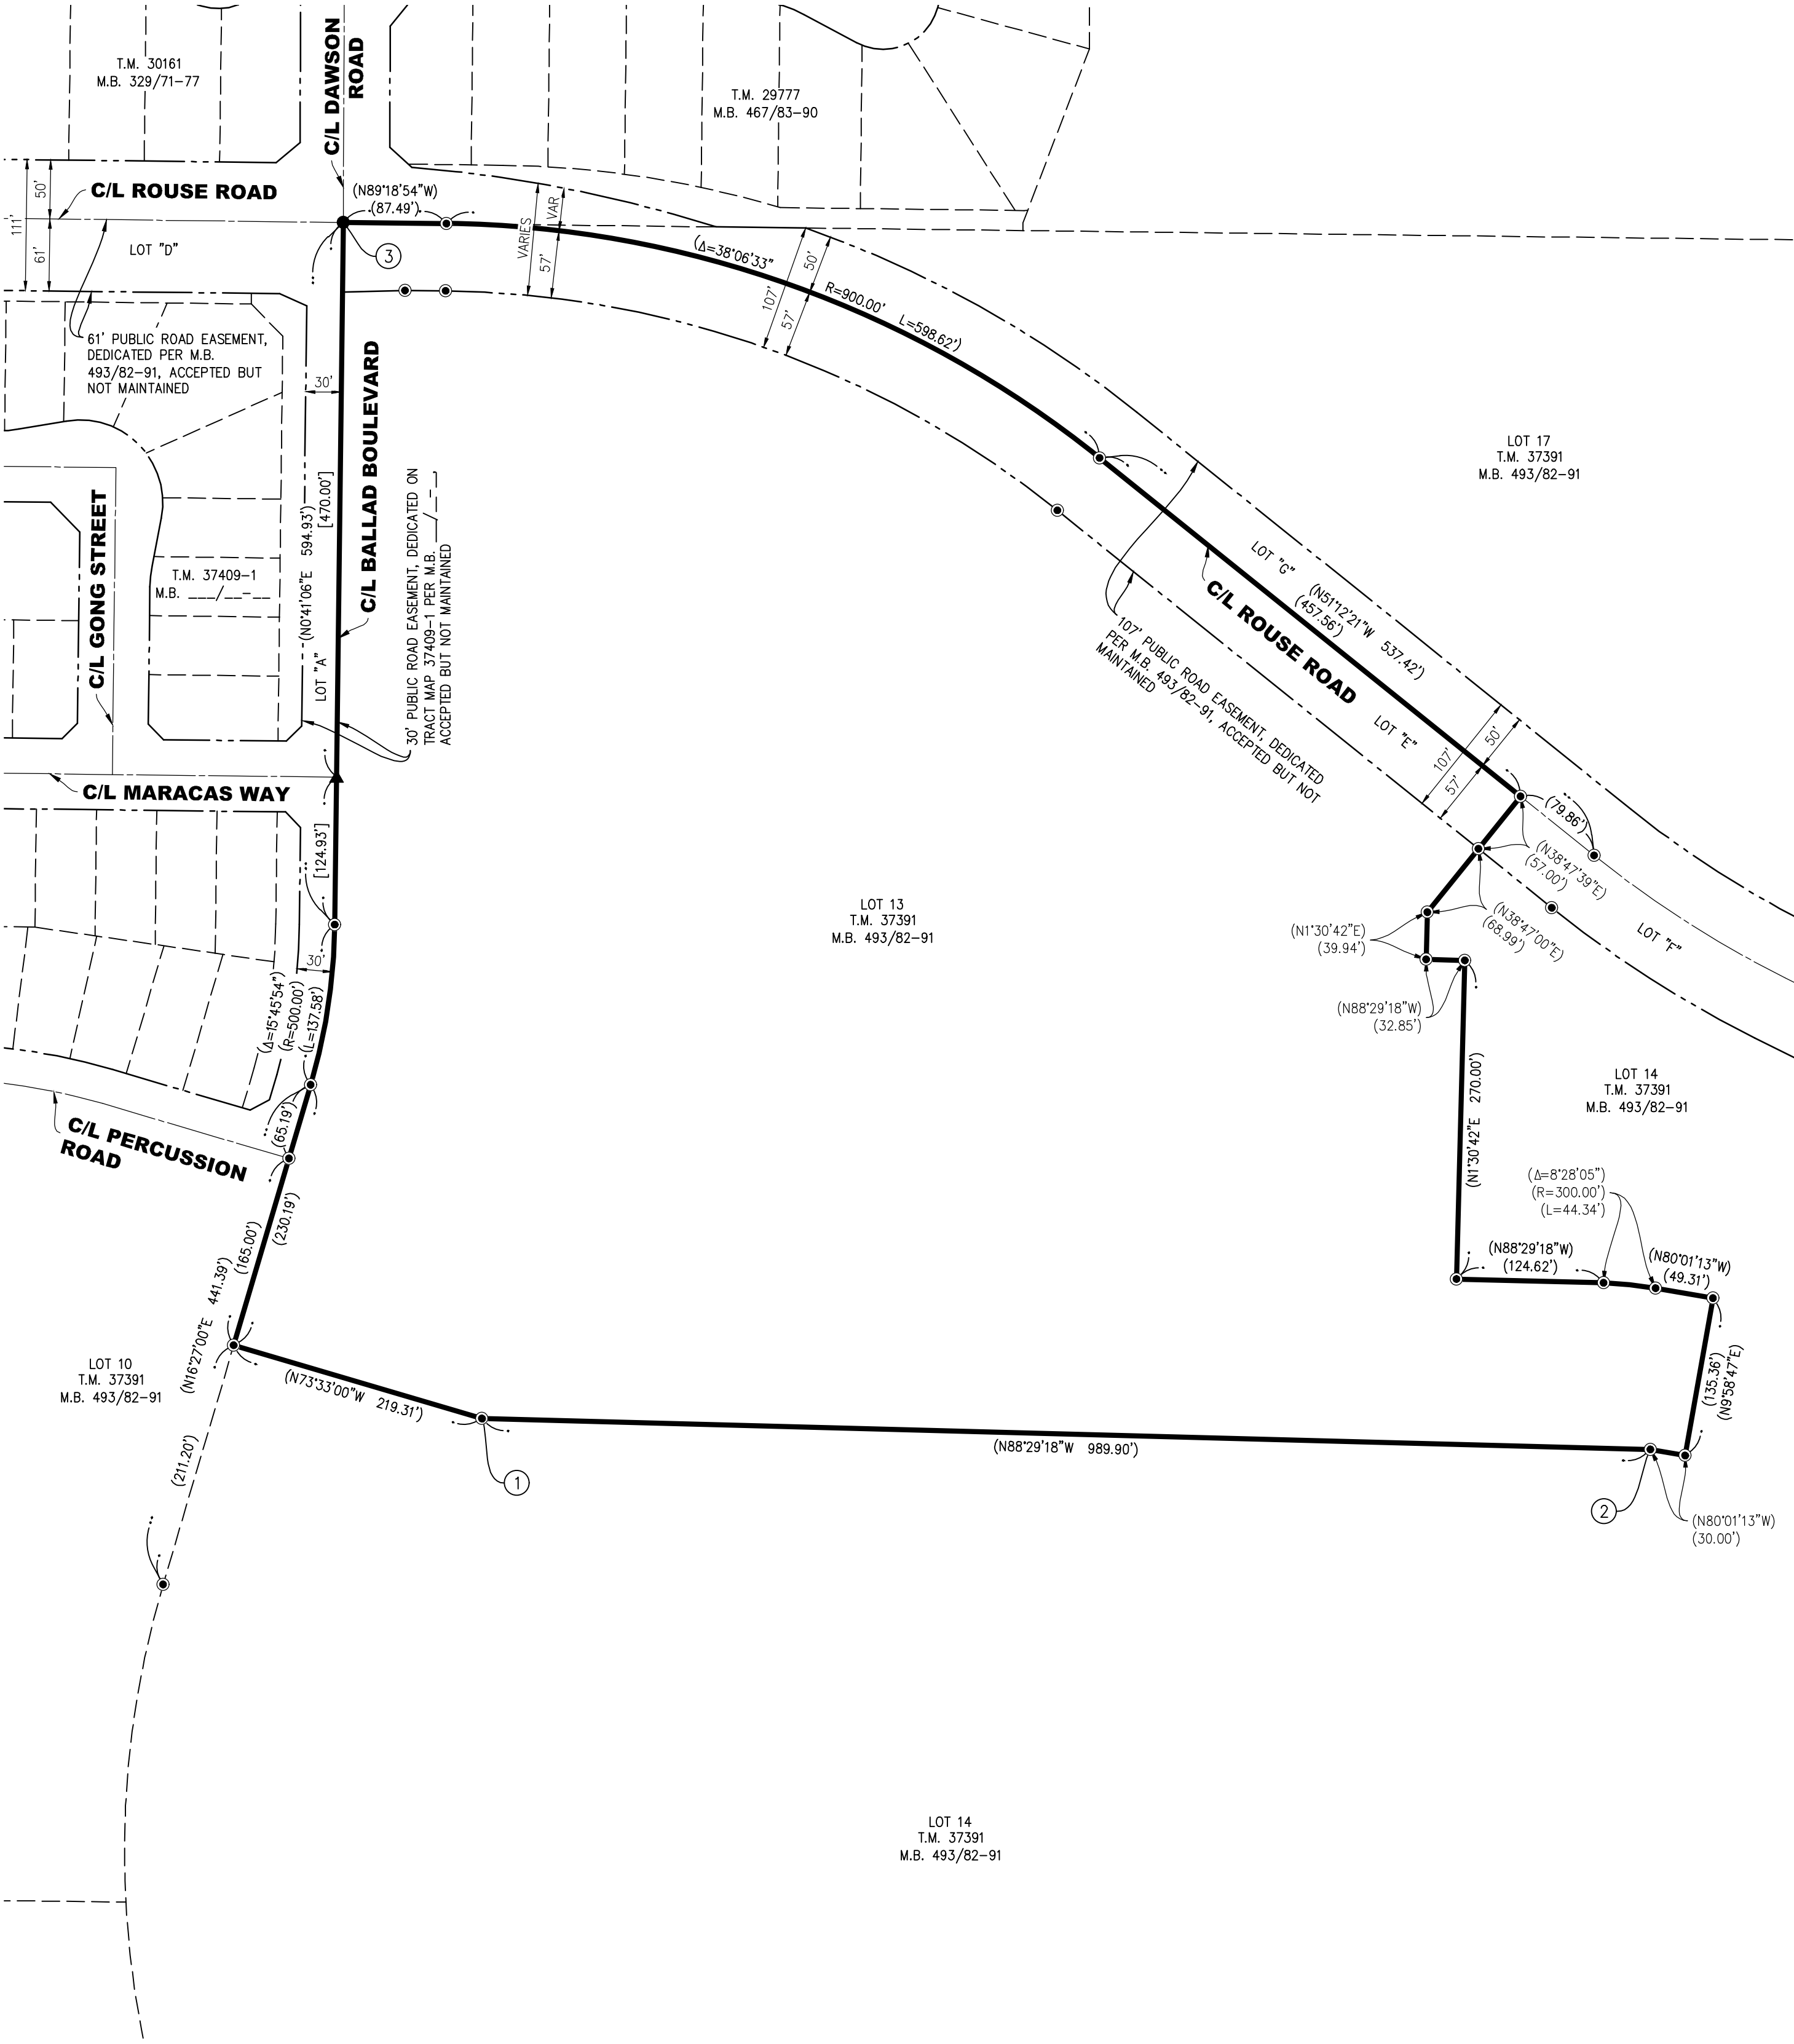 T.M. 30161
M.B. 329/71-77
C/L DAWSON
ROAD
T.M. 29777
M.B. 467/83-90
50'
111'
61'
C/L ROUSE ROAD
LOT "D"
(N89°18'54"W)
(87.49')
3
VARIES
VAR
57'
(Δ=38°06'33"
R=900.00'
L=598.62')
107'
50'
57'
61' PUBLIC ROAD EASEMENT,
DEDICATED PER M.B.
493/82-91, ACCEPTED BUT
NOT MAINTAINED
30'
C/L BALLAD BOULEVARD
(N0°41'06"E 594.93')
[470.00']
LOT "A"
30' PUBLIC ROAD EASEMENT, DEDICATED ON
TRACT MAP 37409-1 PER M.B. ___/__-__
ACCEPTED BUT NOT MAINTAINED
C/L GONG STREET
T.M. 37409-1
M.B. ___/__-__
LOT 17
T.M. 37391
M.B. 493/82-91
LOT "G"
(N51°12'21"W 537.42')
(457.56')
C/L ROUSE ROAD
107' PUBLIC ROAD EASEMENT, DEDICATED
PER M.B. 493/82-91, ACCEPTED BUT NOT
MAINTAINED
LOT "E"
107'
50'
57'
C/L MARACAS WAY
[124.93']
(79.86')
(N38°47'39"E)
(57.00')
LOT 13
T.M. 37391
M.B. 493/82-91
(N38°47'00"E)
(68.99')
(N1°30'42"E)
(39.94')
LOT "F"
30'
(Δ=15°45'54")
(R=500.00')
(L=137.58')
(N88°29'18"W)
(32.85')
(N1°30'42"E 270.00')
LOT 14
T.M. 37391
M.B. 493/82-91
C/L PERCUSSION
ROAD
(65.19')
(165.00')
(230.19')
(N16°27'00"E 441.39')
(Δ=8°28'05")
(R=300.00')
(L=44.34')
(N88°29'18"W)
(124.62')
(N80°01'13"W)
(49.31')
(135.36')
(N9°58'47"E)
LOT 10
T.M. 37391
M.B. 493/82-91
(N73°33'00"W 219.31')
(N88°29'18"W 989.90')
(211.20')
1
2
(N80°01'13"W)
(30.00')
LOT 14
T.M. 37391
M.B. 493/82-91